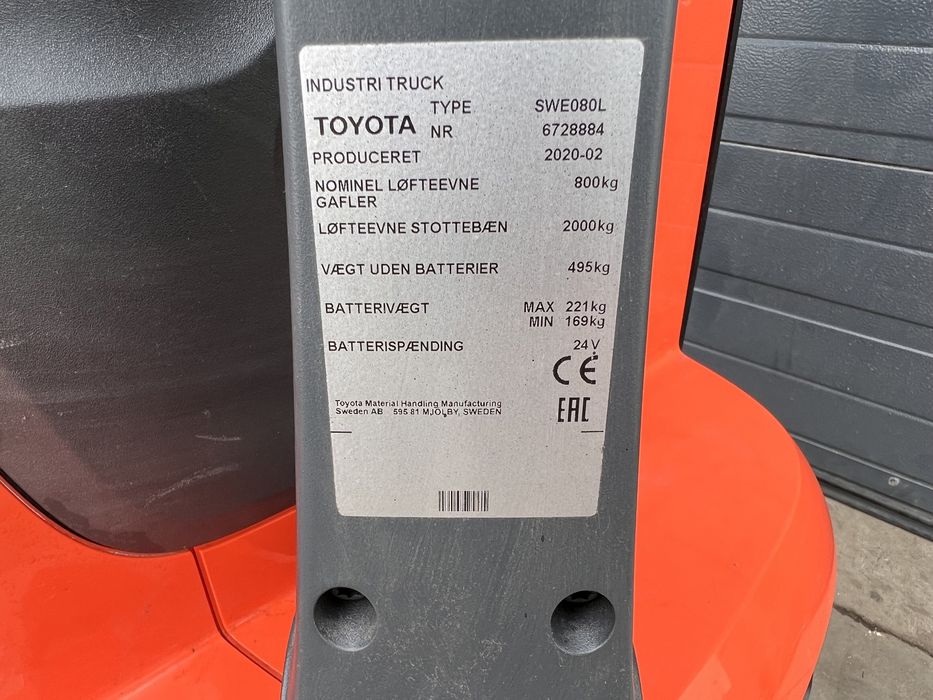 INDUSTRI TRUCK
TYPE SWE080L
TOYOTA NR 6728884
PRODUCERET 2020-02
NOMINEL LØFTEEVNE 800kg
GAFLER
LØFTEEVNE STOTTEBÆN 2000kg
VÆGT UDEN BATTERIER 495kg
BATTERIVÆGT MAX 221kg
MIN 169kg
BATTERISPÆNDING 24V
CE
Toyota Material Handling Manufacturing
Sweden AB 595 81 MJOLBY, SWEDEN
EAC